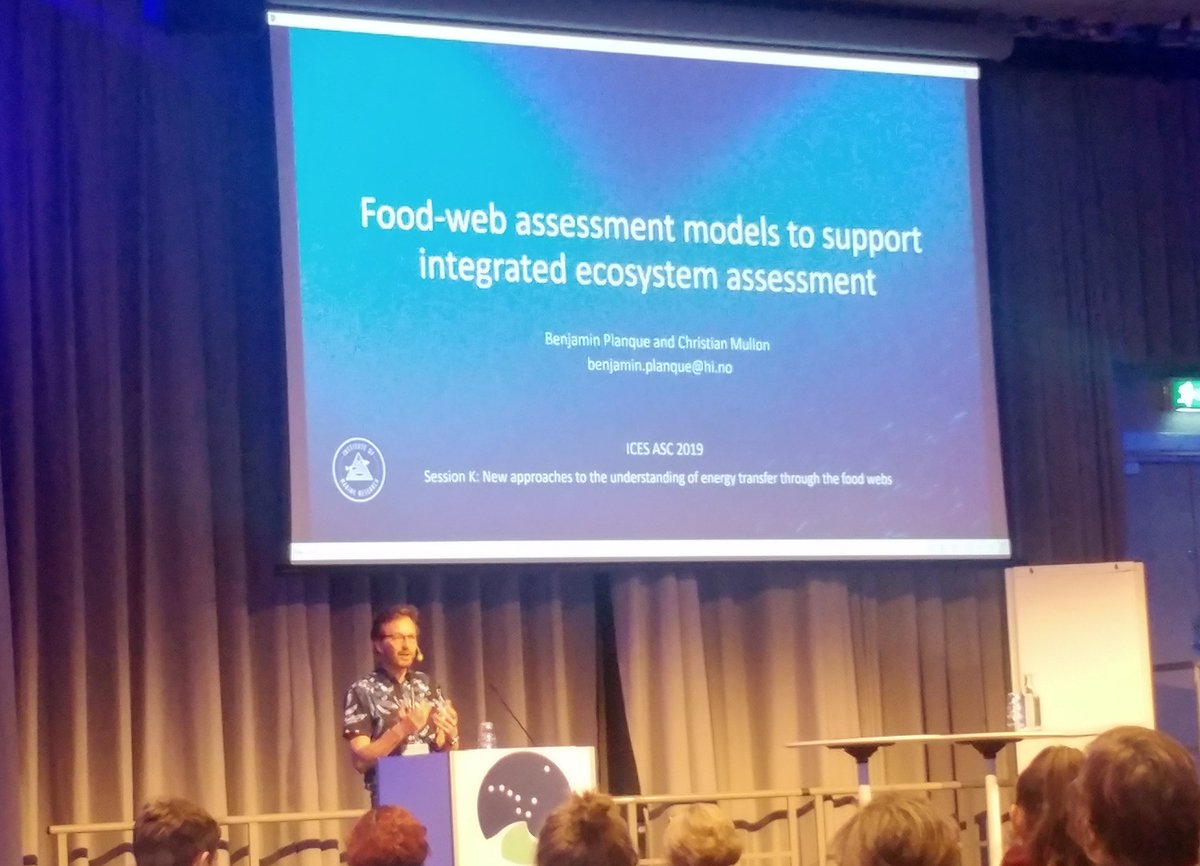 Food-web assessment models to support
integrated ecosystem assessment
Benjamin Planque and Christian Mullon
benjamin.planque@hi.no
ICES ASC 2019
Session K: New approaches to the understanding of energy transfer through the food webs
INSTITUTE OF
MARINE RESEARCH